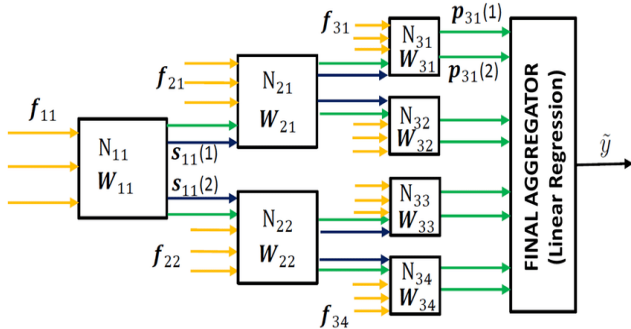 f₃₁
N₃₁
W₃₁
p₃₁(1)
p₃₁(2)
f₂₁
N₂₁
W₂₁
f₁₁
N₁₁
W₁₁
s₁₁(1)
s₁₁(2)
N₃₂
W₃₂
N₃₃
W₃₃
f₂₂
N₂₂
W₂₂
N₃₄
W₃₄
f₃₄
FINAL AGGREGATOR
(Linear Regression)
ỹ